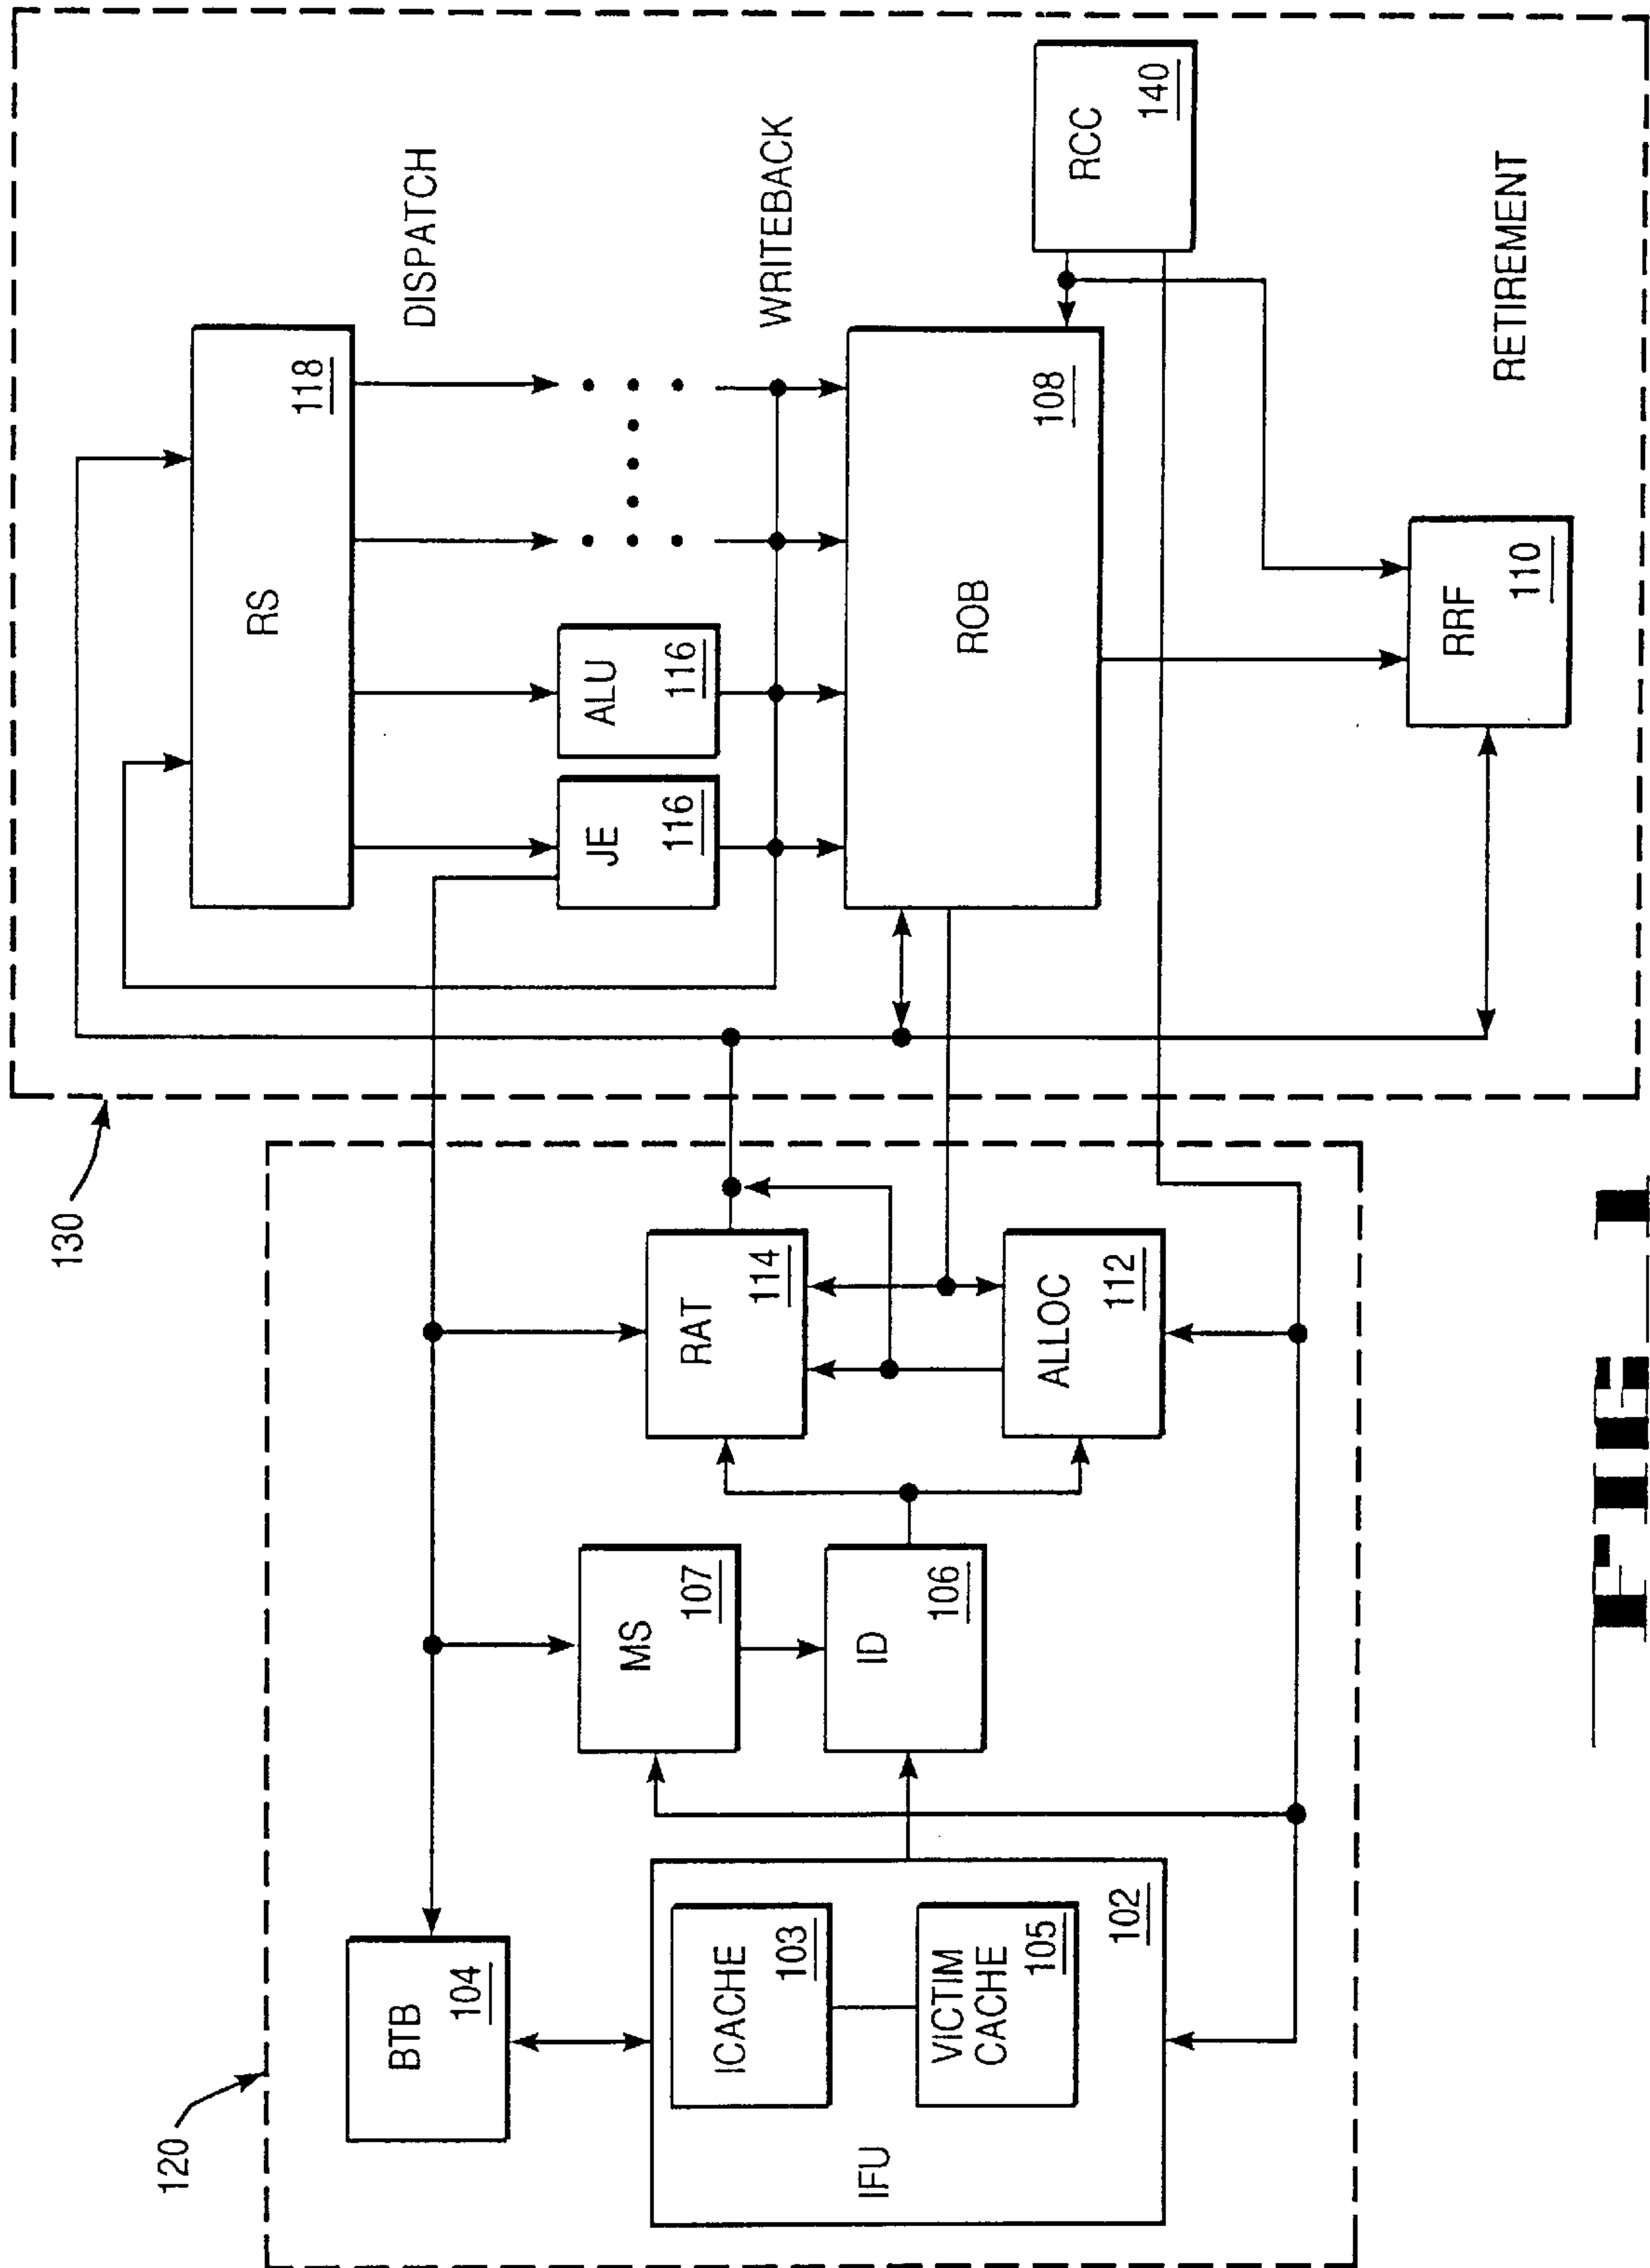 120
130
BTB
104
IFU
102
ICACHE
103
VICTIM
CACHE
105
MS
107
ID
106
RAT
114
ALLOC
112
RS
118
DISPATCH
JE
116
ALU
116
WRITEBACK
ROB
108
RCC
140
RRF
110
RETIREMENT